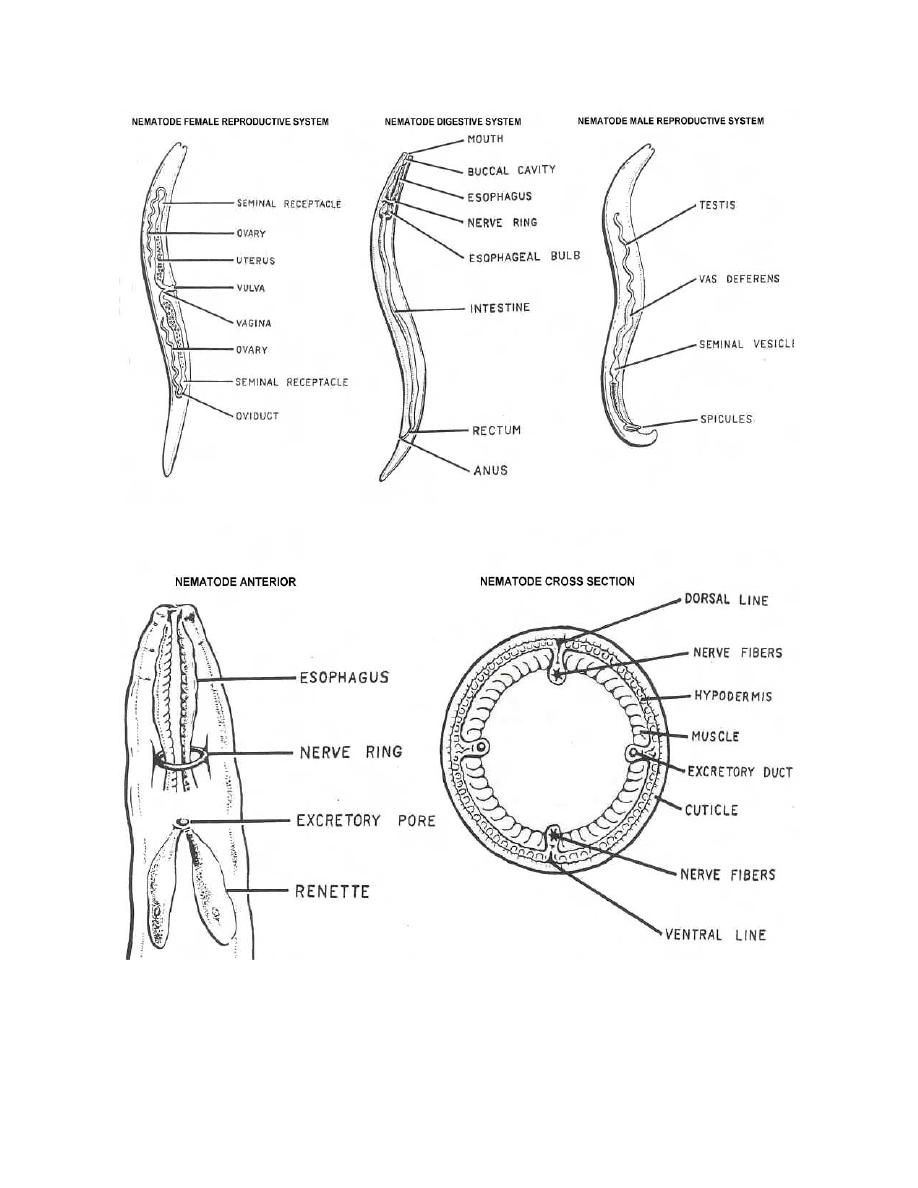 NEMATODE FEMALE REPRODUCTIVE SYSTEM
SEMINAL RECEPTACLE
OVARY
UTERUS
VULVA
VAGINA
OVARY
SEMINAL RECEPTACLE
OVIDUCT
NEMATODE DIGESTIVE SYSTEM
MOUTH
BUCCAL CAVITY
ESOPHAGUS
NERVE RING
ESOPHAGEAL BULB
INTESTINE
RECTUM
ANUS
NEMATODE MALE REPRODUCTIVE SYSTEM
TESTIS
VAS DEFERENS
SEMINAL VESICLE
SPICULES
NEMATODE ANTERIOR
ESOPHAGUS
NERVE RING
EXCRETORY PORE
RENETTE
NEMATODE CROSS SECTION
DORSAL LINE
NERVE FIBERS
HYPODERMIS
MUSCLE
EXCRETORY DUCT
CUTICLE
NERVE FIBERS
VENTRAL LINE